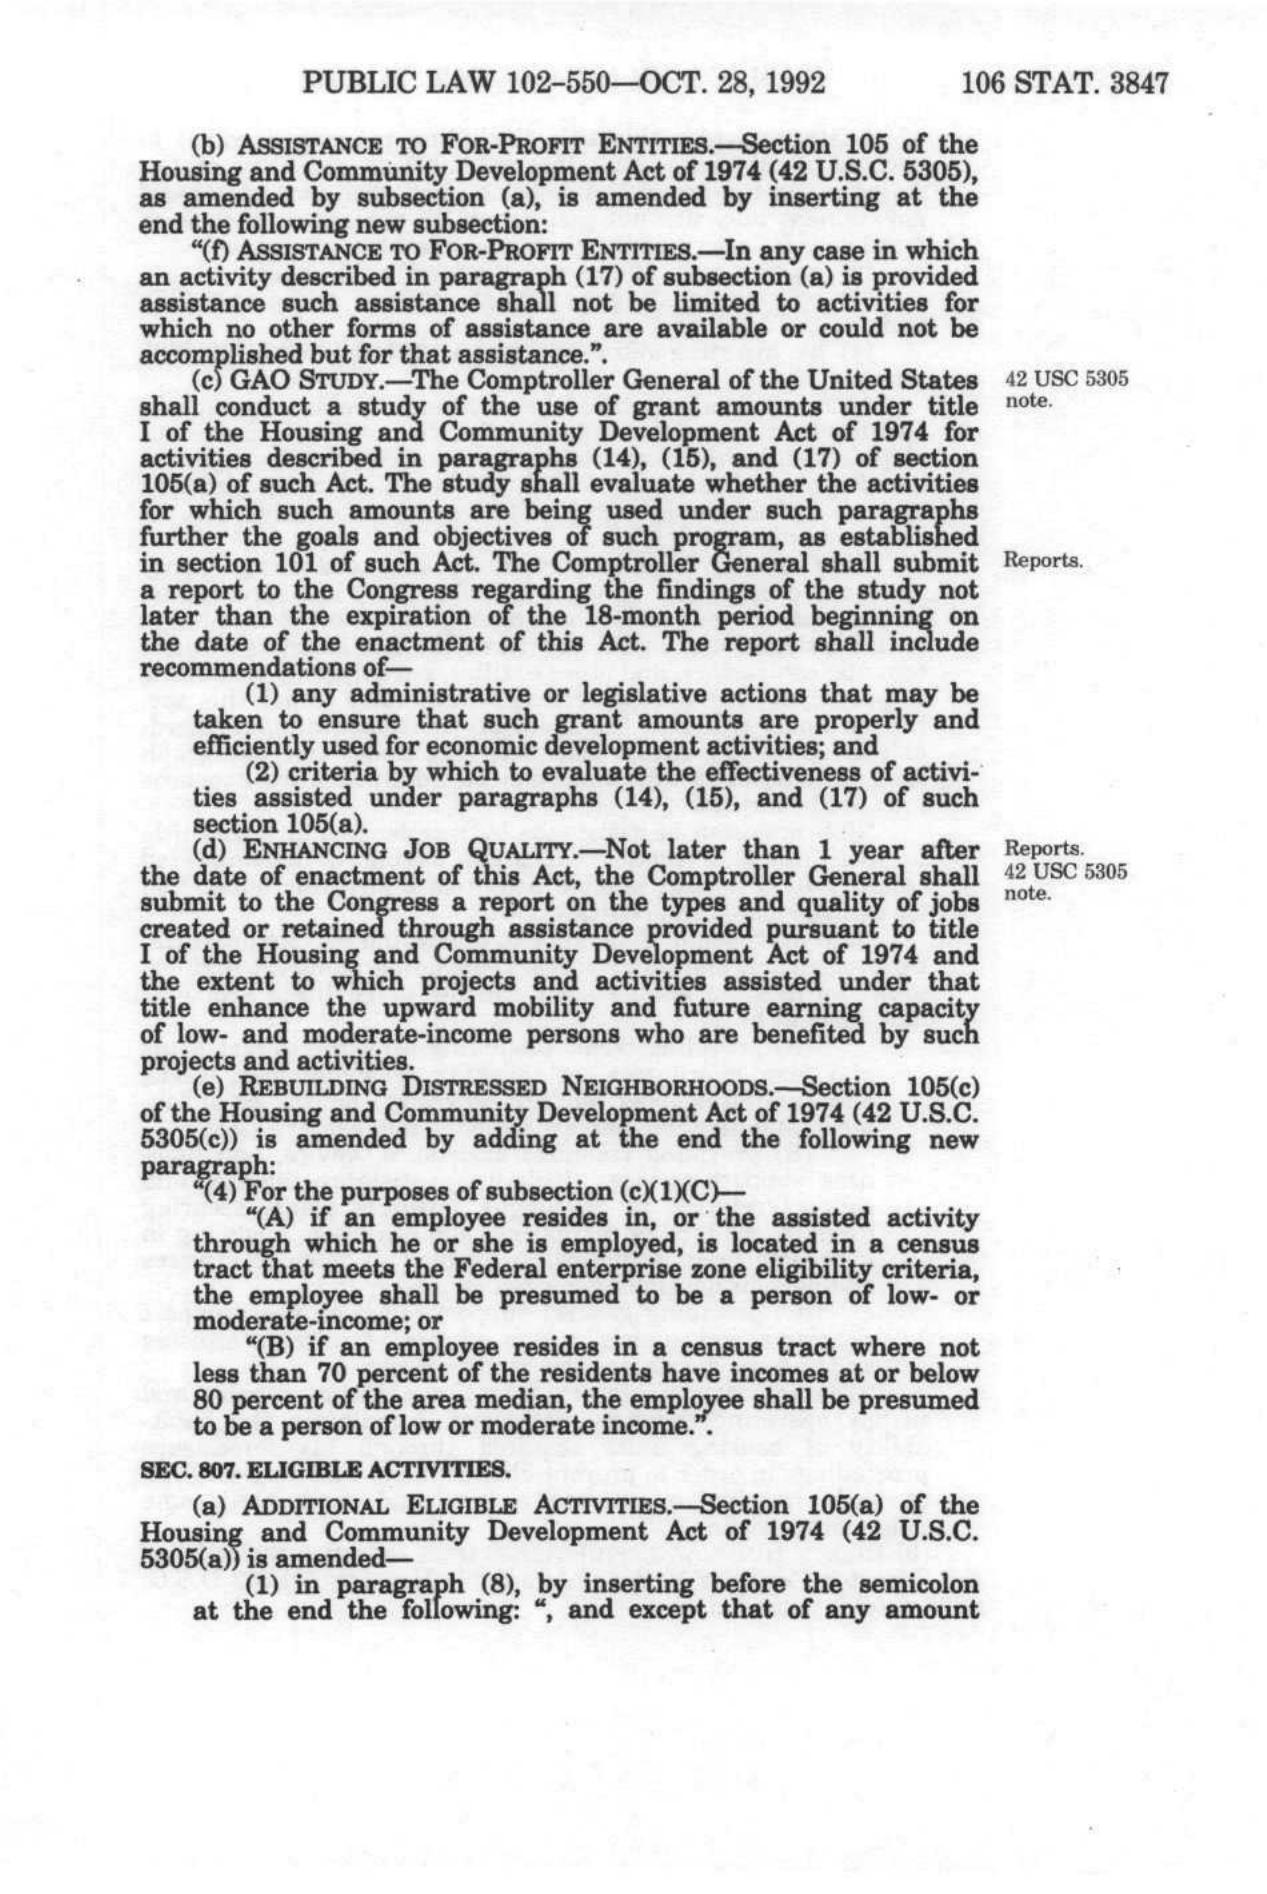 PUBLIC LAW 102–550—OCT. 28, 1992 106 STAT. 3847
(b) ASSISTANCE TO FOR-PROFIT ENTITIES.—Section 105 of the
Housing and Community Development Act of 1974 (42 U.S.C. 5305),
as amended by subsection (a), is amended by inserting at the
end the following new subsection:
“(f) ASSISTANCE TO FOR-PROFIT ENTITIES.—In any case in which
an activity described in paragraph (17) of subsection (a) is provided
assistance such assistance shall not be limited to activities for
which no other forms of assistance are available or could not be
accomplished but for that assistance.”.
(c) GAO STUDY.—The Comptroller General of the United States
shall conduct a study of the use of grant amounts under title
I of the Housing and Community Development Act of 1974 for
activities described in paragraphs (14), (15), and (17) of section
105(a) of such Act. The study shall evaluate whether the activities
for which such amounts are being used under such paragraphs
further the goals and objectives of such program, as established
in section 101 of such Act. The Comptroller General shall submit
a report to the Congress regarding the findings of the study not
later than the expiration of the 18-month period beginning on
the date of the enactment of this Act. The report shall include
recommendations of—
(1) any administrative or legislative actions that may be
taken to ensure that such grant amounts are properly and
efficiently used for economic development activities; and
(2) criteria by which to evaluate the effectiveness of activi-
ties assisted under paragraphs (14), (15), and (17) of such
section 105(a).
(d) ENHANCING JOB QUALITY.—Not later than 1 year after
the date of enactment of this Act, the Comptroller General shall
submit to the Congress a report on the types and quality of jobs
created or retained through assistance provided pursuant to title
I of the Housing and Community Development Act of 1974 and
the extent to which projects and activities assisted under that
title enhance the upward mobility and future earning capacity
of low- and moderate-income persons who are benefited by such
projects and activities.
(e) REBUILDING DISTRESSED NEIGHBORHOODS.—Section 105(c)
of the Housing and Community Development Act of 1974 (42 U.S.C.
5305(c)) is amended by adding at the end the following new
paragraph:
“(4) For the purposes of subsection (c)(1)(C)—
“(A) if an employee resides in, or the assisted activity
through which he or she is employed, is located in a census
tract that meets the Federal enterprise zone eligibility criteria,
the employee shall be presumed to be a person of low- or
moderate-income; or
“(B) if an employee resides in a census tract where not
less than 70 percent of the residents have incomes at or below
80 percent of the area median, the employee shall be presumed
to be a person of low or moderate income.”.
SEC. 807. ELIGIBLE ACTIVITIES.
(a) ADDITIONAL ELIGIBLE ACTIVITIES.—Section 105(a) of the
Housing and Community Development Act of 1974 (42 U.S.C.
5305(a)) is amended—
(1) in paragraph (8), by inserting before the semicolon
at the end the following: “, and except that of any amount
42 USC 5305
note.
Reports.
Reports.
42 USC 5305
note.